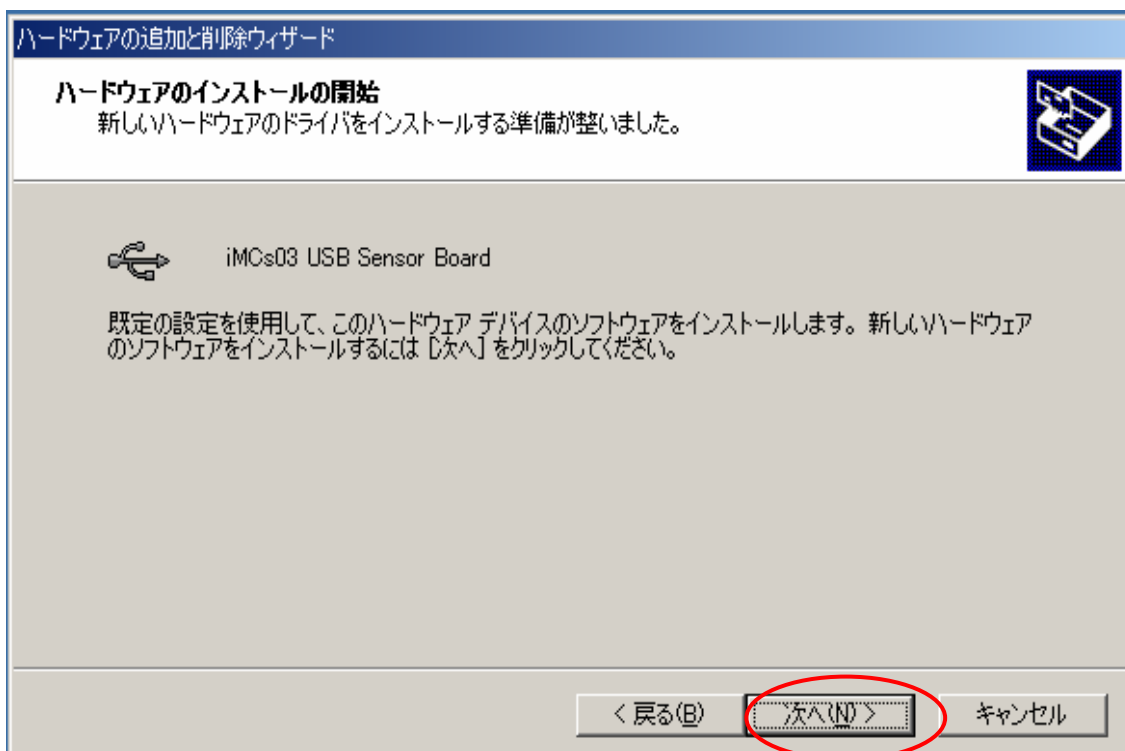 ハードウェアの追加と削除ウィザード
ハードウェアのインストールの開始
新しいハードウェアのドライバをインストールする準備が整いました。
iMCs03 USB Sensor Board
既定の設定を使用して、このハードウェア デバイスのソフトウェアをインストールします。新しいハードウェア
のソフトウェアをインストールするには [次へ] をクリックしてください。
< 戻る(B)
次へ(N) >
キャンセル